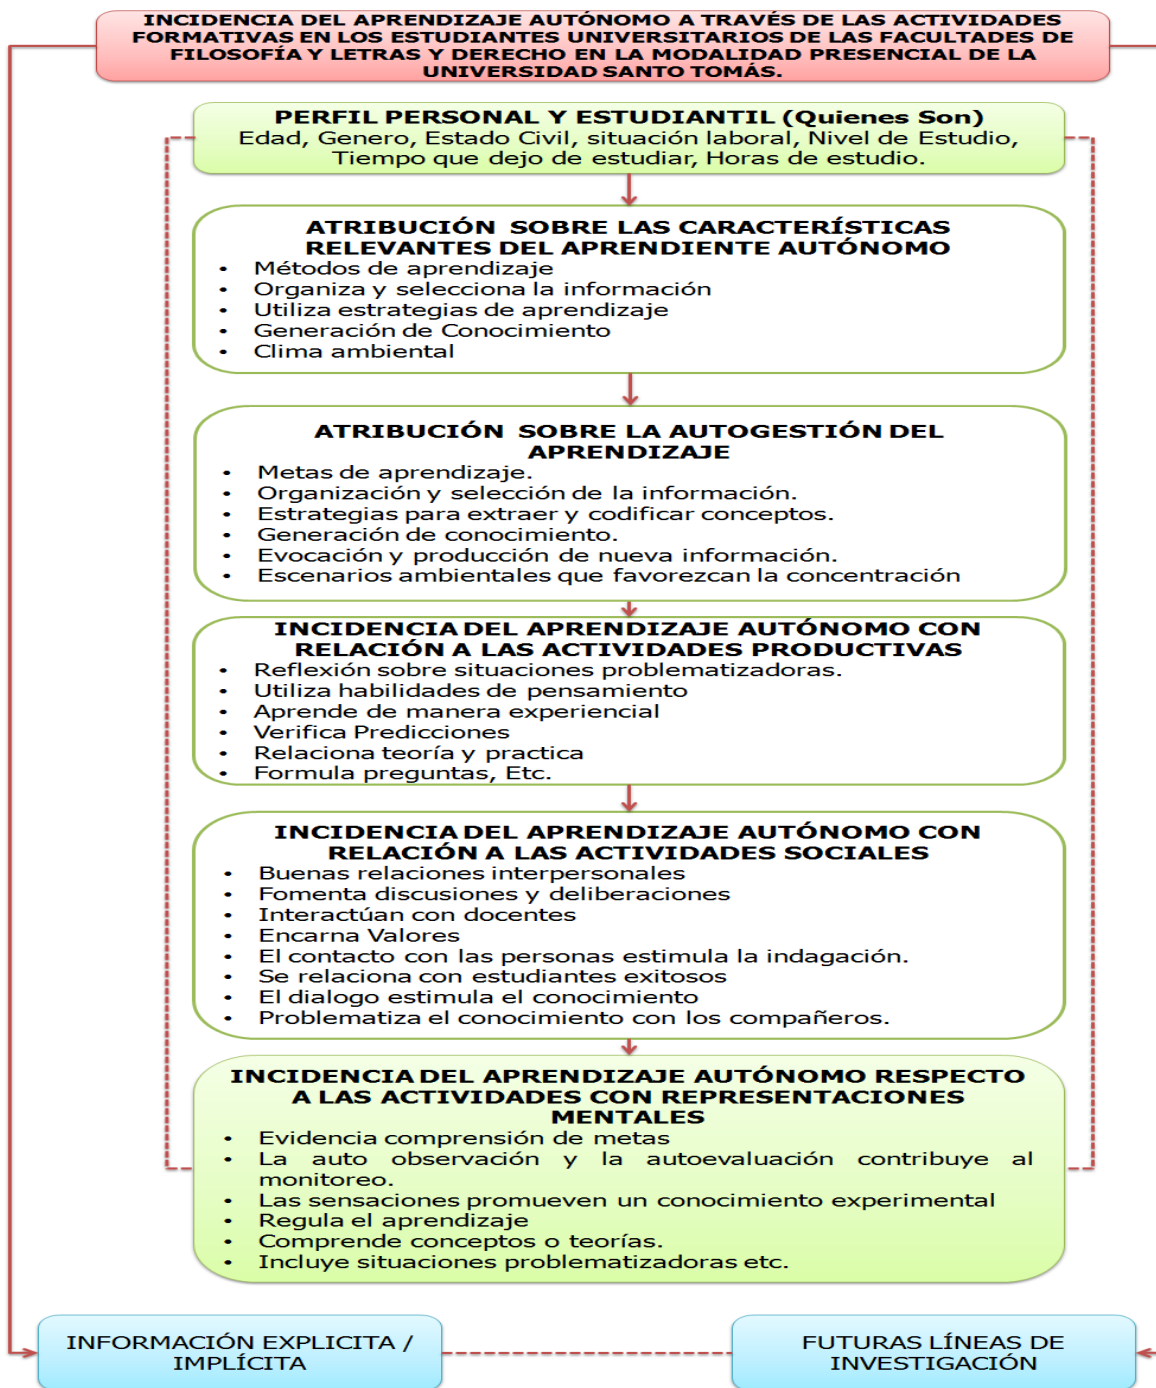 INCIDENCIA DEL APRENDIZAJE AUTÓNOMO A TRAVÉS DE LAS ACTIVIDADES
FORMATIVAS EN LOS ESTUDIANTES UNIVERSITARIOS DE LAS FACULTADES DE
FILOSOFÍA Y LETRAS Y DERECHO EN LA MODALIDAD PRESENCIAL DE LA
UNIVERSIDAD SANTO TOMÁS.
PERFIL PERSONAL Y ESTUDIANTIL (Quienes Son)
Edad, Genero, Estado Civil, situación laboral, Nivel de Estudio,
Tiempo que dejo de estudiar, Horas de estudio.
ATRIBUCIÓN SOBRE LAS CARACTERÍSTICAS
RELEVANTES DEL APRENDIENTE AUTÓNOMO
• Métodos de aprendizaje
• Organiza y selecciona la información
• Utiliza estrategias de aprendizaje
• Generación de Conocimiento
• Clima ambiental
ATRIBUCIÓN SOBRE LA AUTOGESTIÓN DEL
APRENDIZAJE
• Metas de aprendizaje.
• Organización y selección de la información.
• Estrategias para extraer y codificar conceptos.
• Generación de conocimiento.
• Evocación y producción de nueva información.
• Escenarios ambientales que favorezcan la concentración
INCIDENCIA DEL APRENDIZAJE AUTÓNOMO CON
RELACIÓN A LAS ACTIVIDADES PRODUCTIVAS
• Reflexión sobre situaciones problematizadoras.
• Utiliza habilidades de pensamiento
• Aprende de manera experiencial
• Verifica Predicciones
• Relaciona teoría y practica
• Formula preguntas, Etc.
INCIDENCIA DEL APRENDIZAJE AUTÓNOMO CON
RELACIÓN A LAS ACTIVIDADES SOCIALES
• Buenas relaciones interpersonales
• Fomenta discusiones y deliberaciones
• Interactúan con docentes
• Encarna Valores
• El contacto con las personas estimula la indagación.
• Se relaciona con estudiantes exitosos
• El dialogo estimula el conocimiento
• Problematiza el conocimiento con los compañeros.
INCIDENCIA DEL APRENDIZAJE AUTÓNOMO RESPECTO
A LAS ACTIVIDADES CON REPRESENTACIONES
MENTALES
• Evidencia comprensión de metas
• La auto observación y la autoevaluación contribuye al
monitoreo.
• Las sensaciones promueven un conocimiento experimental
• Regula el aprendizaje
• Comprende conceptos o teorías.
• Incluye situaciones problematizadoras etc.
INFORMACIÓN EXPLICITA /
IMPLÍCITA
FUTURAS LÍNEAS DE
INVESTIGACIÓN